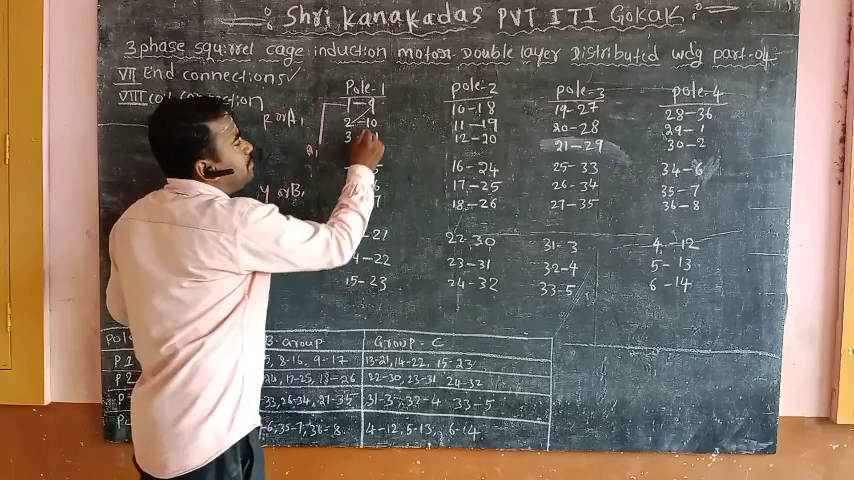 Shri Kanakadas PVT ITI Gokak
3 phase squirrel cage induction motor Double layer Distributed wdg part-04
VII End connections ✓
VIII coil connection
Pole-1 Pole-2 Pole-3 Pole-4
R or A1 1-9 10-18 19-27 28-36
2-10 11-19 20-28 29-1
3- 12-20 21-29 30-2
A1
16-24 25-33 34-6
Y or B1 17-25 26-34 35-7
18-26 27-35 36-8
-21 22-30 31-3 4-12
-22 23-31 32-4 5-13
15-23 24-32 33-5 6-14
Pole B-Group Group-C
P1 8-16, 9-17 13-21, 14-22, 15-23
P2 17-25, 18-26 22-30, 23-31 24-32
-33, 26-34, 27-35 31-3, 32-4 33-5
-6, 35-7, 36-8 4-12, 5-13, 6-14